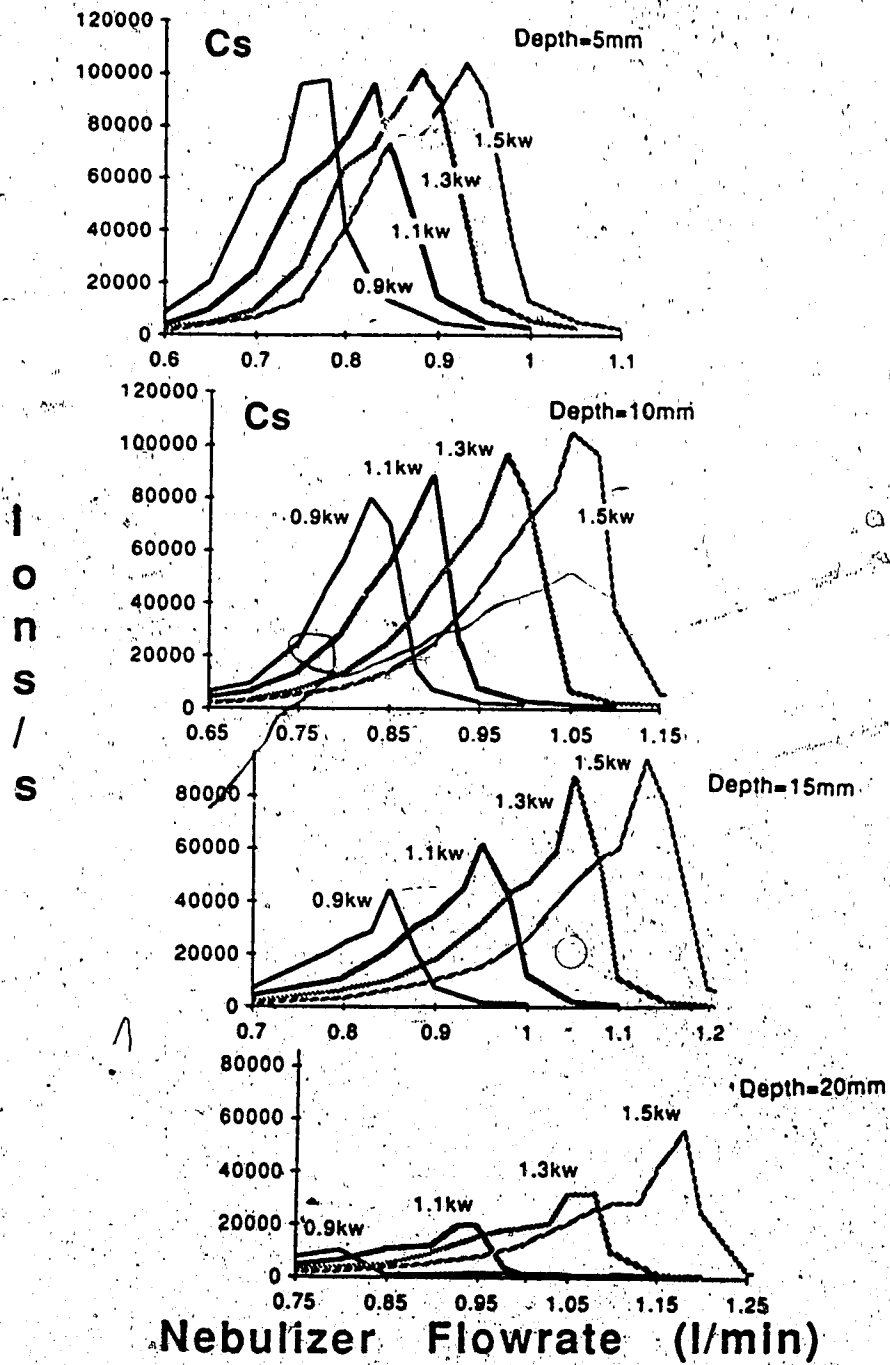 Ions/s
Cs
Depth=5mm
120000
100000
80000
60000
40000
20000
0
1.5kw
1.3kw
1.1kw
0.9kw
0.6 0.7 0.8 0.9 1 1.1
Cs
Depth=10mm
120000
100000
80000
60000
40000
20000
0
1.3kw
1.1kw
0.9kw
1.5kw
0.65 0.75 0.85 0.95 1.05 1.15
Depth=15mm
80000
60000
40000
20000
0
1.5kw
1.3kw
1.1kw
0.9kw
0.7 0.8 0.9 1 1.1 1.2
Depth=20mm
80000
60000
40000
20000
0
1.5kw
1.3kw
1.1kw
0.9kw
0.75 0.85 0.95 1.05 1.15 1.25
Nebulizer Flowrate (l/min)